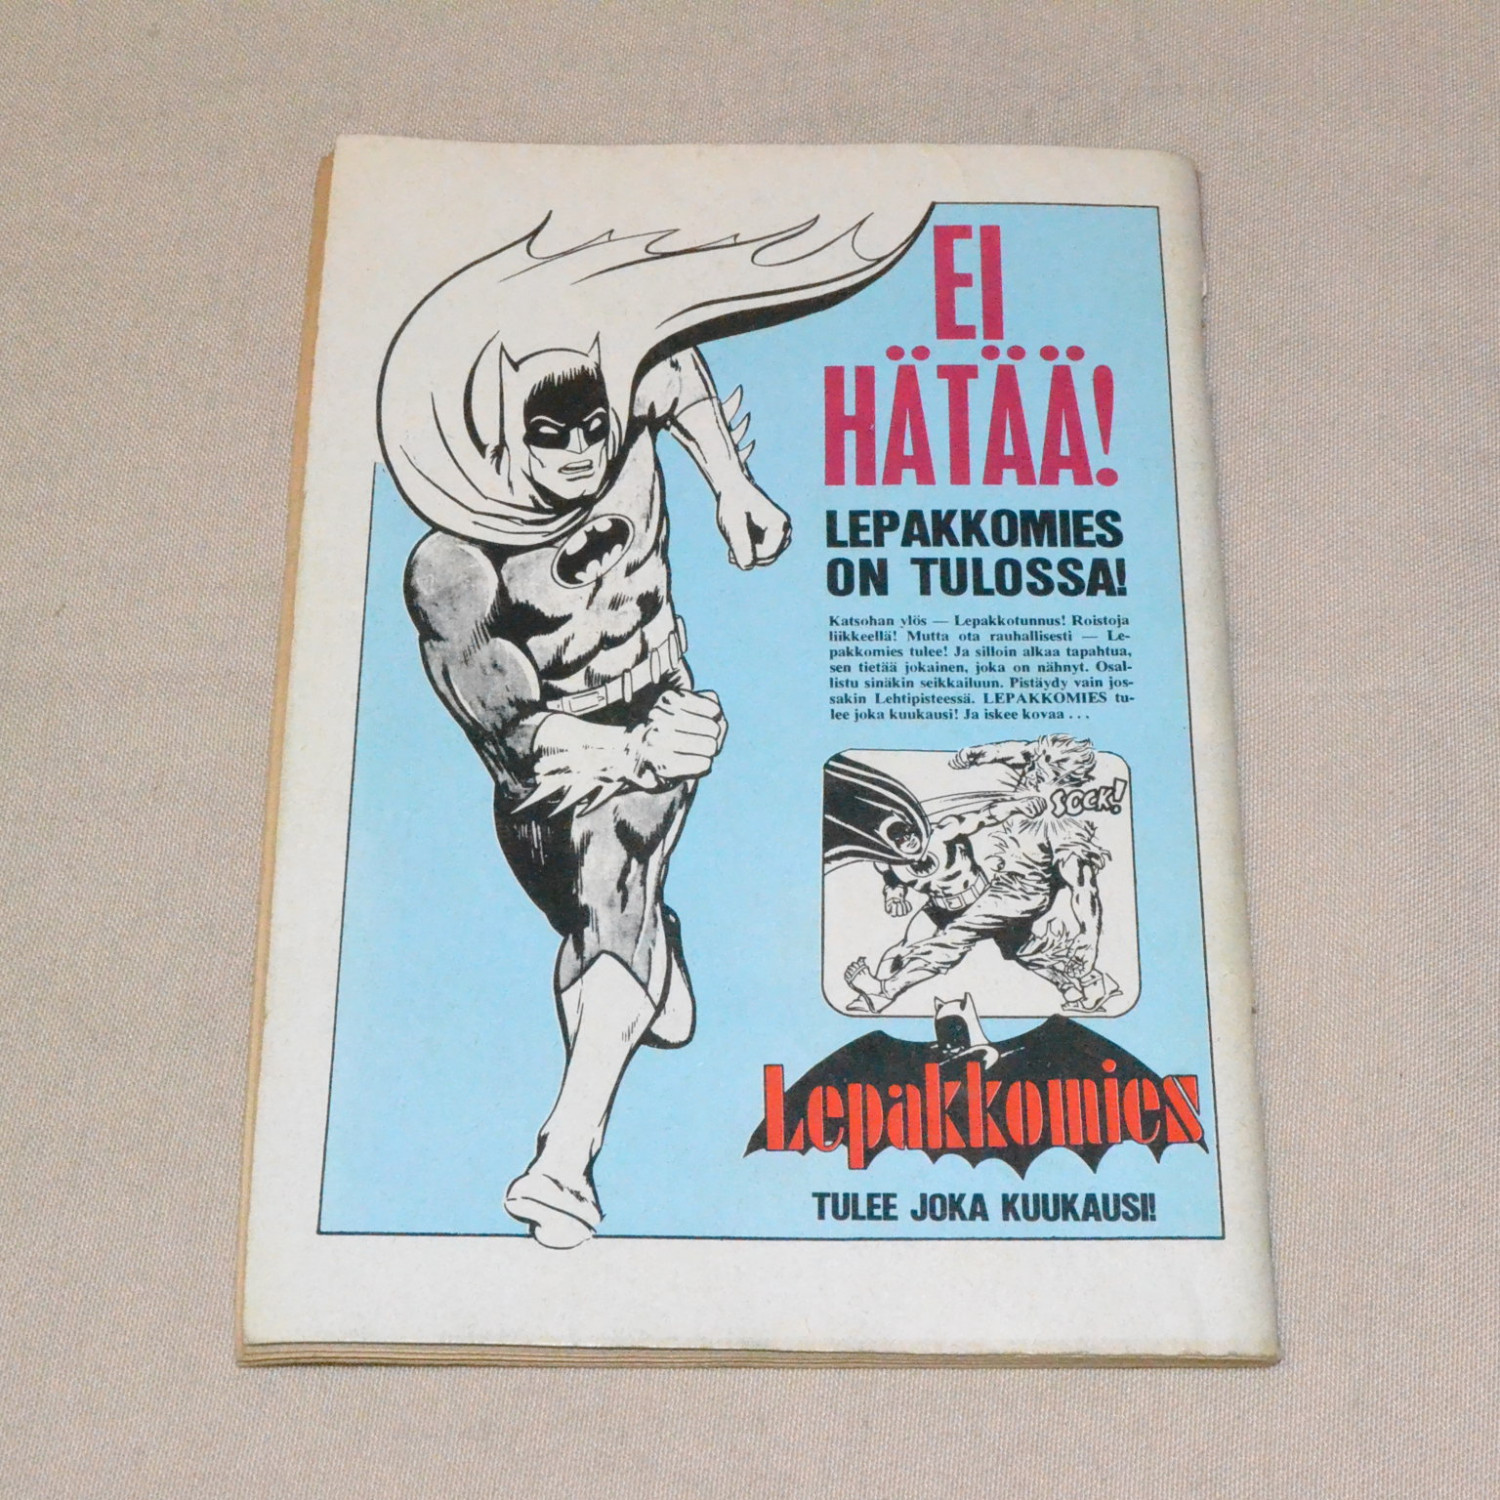 EI
HÄTÄÄ!
LEPAKKOMIES
ON TULOSSA!
Katsohan ylös — Lepakkotunnus! Roistoja
liikkeellä! Mutta ota rauhallisesti — Le-
pakkomies tulee! Ja silloin alkaa tapahtua,
sen tietää jokainen, joka on nähnyt. Osal-
listu sinäkin seikkailuun. Pistäydy vain jos-
sakin Lehtipisteessä. LEPAKKOMIES tu-
lee joka kuukausi! Ja iskee kovaa . . .
SOCK!
Lepakkomies
TULEE JOKA KUUKAUSI!